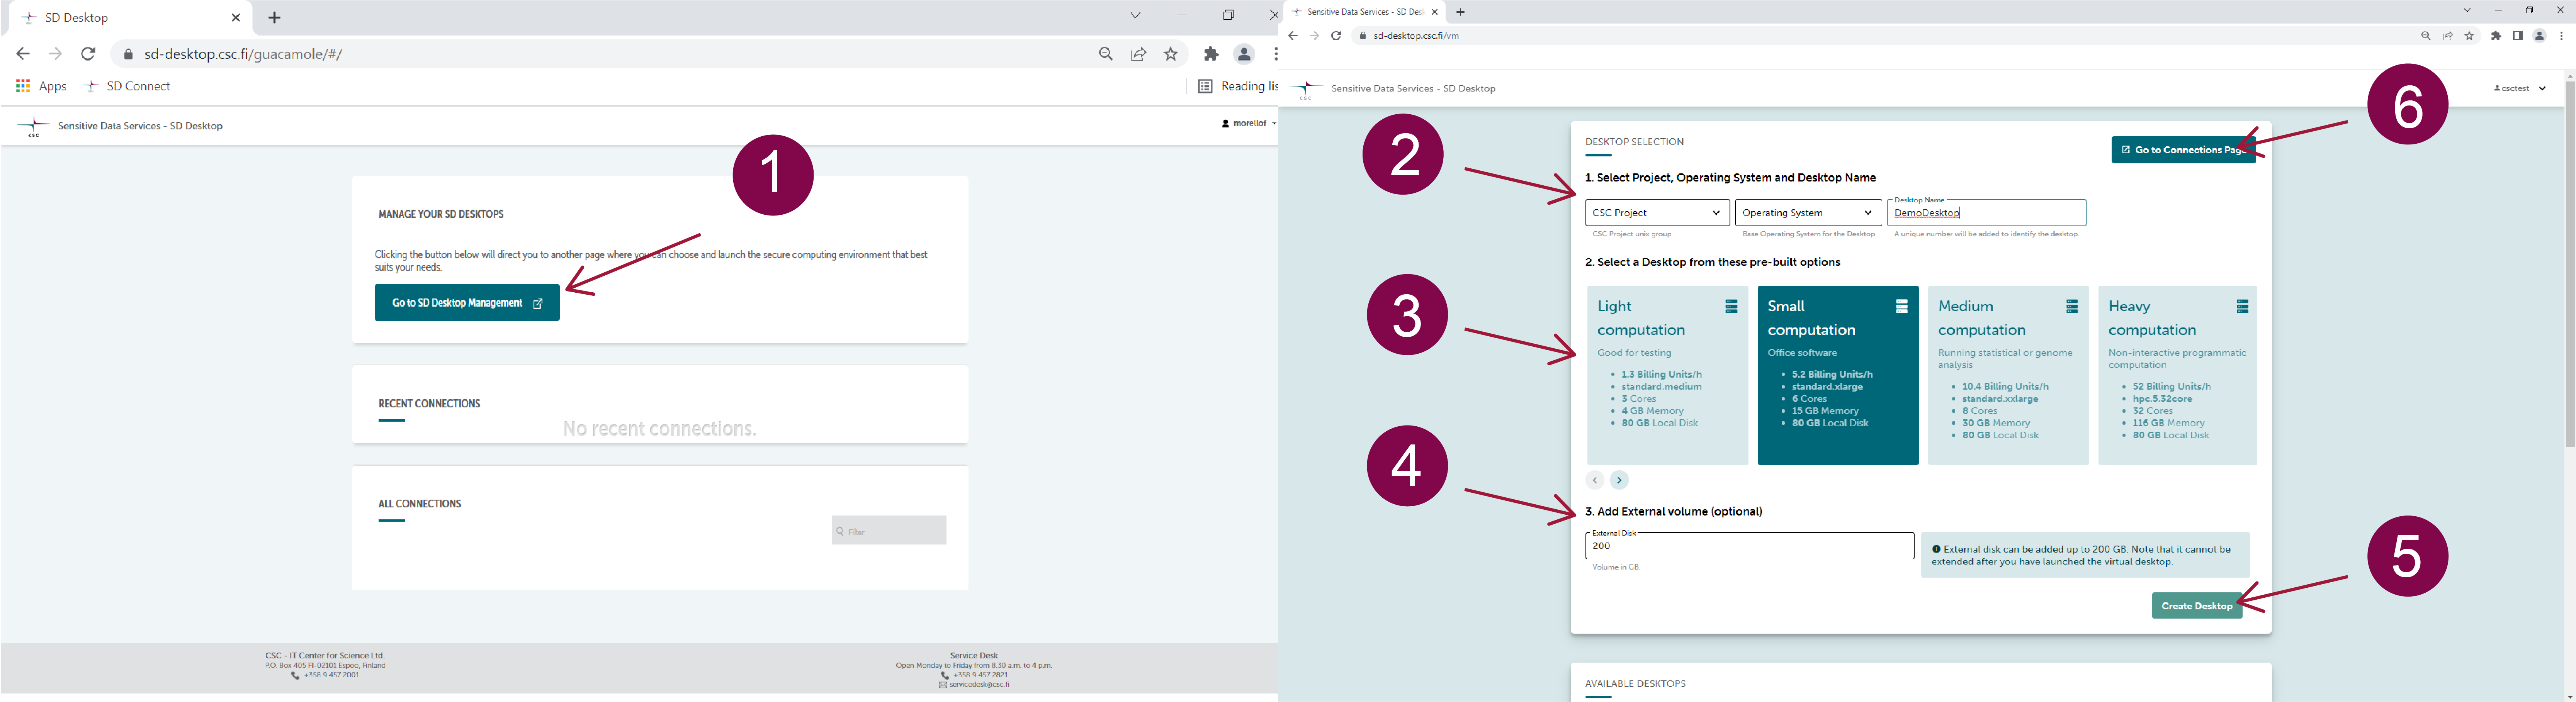 SD Desktop
sd-desktop.csc.fi/guacamole/#/
Apps
SD Connect
Reading lis
CSC
Sensitive Data Services - SD Desktop
morellof
1
MANAGE YOUR SD DESKTOPS
Clicking the button below will direct you to another page where you can choose and launch the secure computing environment that best
suits your needs.
Go to SD Desktop Management
RECENT CONNECTIONS
No recent connections.
ALL CONNECTIONS
Filter
CSC - IT Center for Science Ltd.
P.O. Box 405 FI-02101 Espoo, Finland
+358 9 457 2001
Service Desk
Open Monday to Friday from 8.30 a.m. to 4 p.m.
+358 9 457 2821
servicedesk@csc.fi
Sensitive Data Services - SD Des
sd-desktop.csc.fi/vm
CSC
Sensitive Data Services - SD Desktop
csctest
6
2
DESKTOP SELECTION
Go to Connections Page
1. Select Project, Operating System and Desktop Name
CSC Project
CSC Project unix group
Operating System
Base Operating System for the Desktop
Desktop Name
DemoDesktop
A unique number will be added to identify the desktop.
2. Select a Desktop from these pre-built options
3
Light
computation
Good for testing
• 1.3 Billing Units/h
• standard.medium
• 3 Cores
• 4 GB Memory
• 80 GB Local Disk
Small
computation
Office software
• 5.2 Billing Units/h
• standard.xlarge
• 6 Cores
• 15 GB Memory
• 80 GB Local Disk
Medium
computation
Running statistical or genome
analysis
• 10.4 Billing Units/h
• standard.xxlarge
• 8 Cores
• 30 GB Memory
• 80 GB Local Disk
Heavy
computation
Non-interactive programmatic
computation
• 52 Billing Units/h
• hpc.5.32core
• 32 Cores
• 116 GB Memory
• 80 GB Local Disk
4
3. Add External volume (optional)
External Disk
200
Volume in GB.
External disk can be added up to 200 GB. Note that it cannot be
extended after you have launched the virtual desktop.
5
Create Desktop
AVAILABLE DESKTOPS